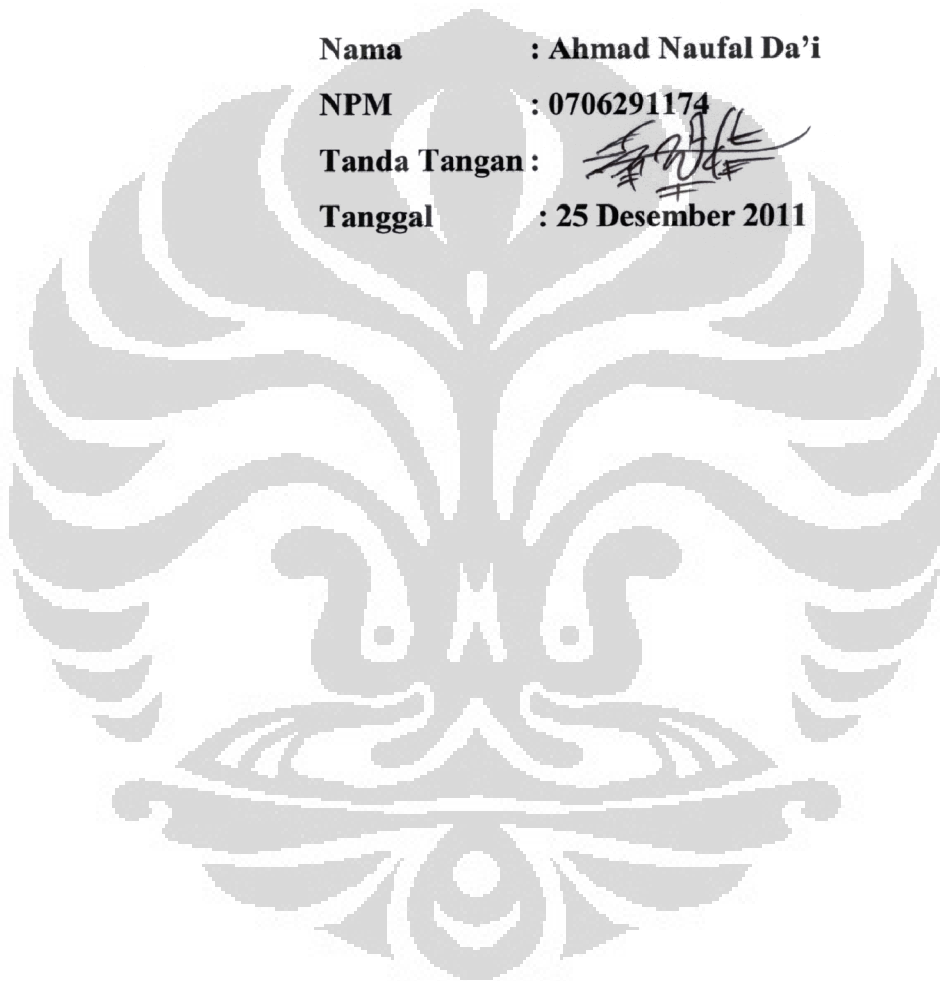 Nama : Ahmad Naufal Da'i
NPM : 0706291174
Tanda Tangan :
Tanggal : 25 Desember 2011